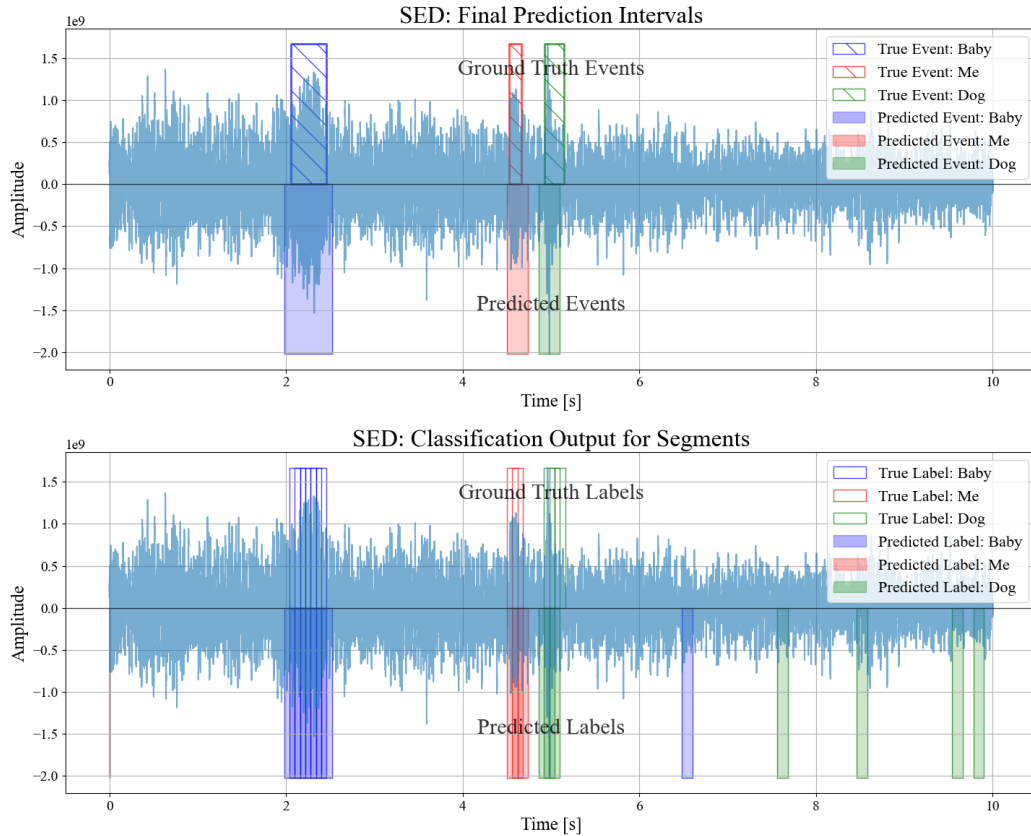 SED: Final Prediction Intervals
1e9
Amplitude
1.5
1.0
0.5
0.0
−0.5
−1.0
−1.5
−2.0
Ground Truth Events
Predicted Events
True Event: Baby
True Event: Me
True Event: Dog
Predicted Event: Baby
Predicted Event: Me
Predicted Event: Dog
0 2 4 6 8 10
Time [s]
SED: Classification Output for Segments
1e9
Amplitude
1.5
1.0
0.5
0.0
−0.5
−1.0
−1.5
−2.0
Ground Truth Labels
Predicted Labels
True Label: Baby
True Label: Me
True Label: Dog
Predicted Label: Baby
Predicted Label: Me
Predicted Label: Dog
0 2 4 6 8 10
Time [s]